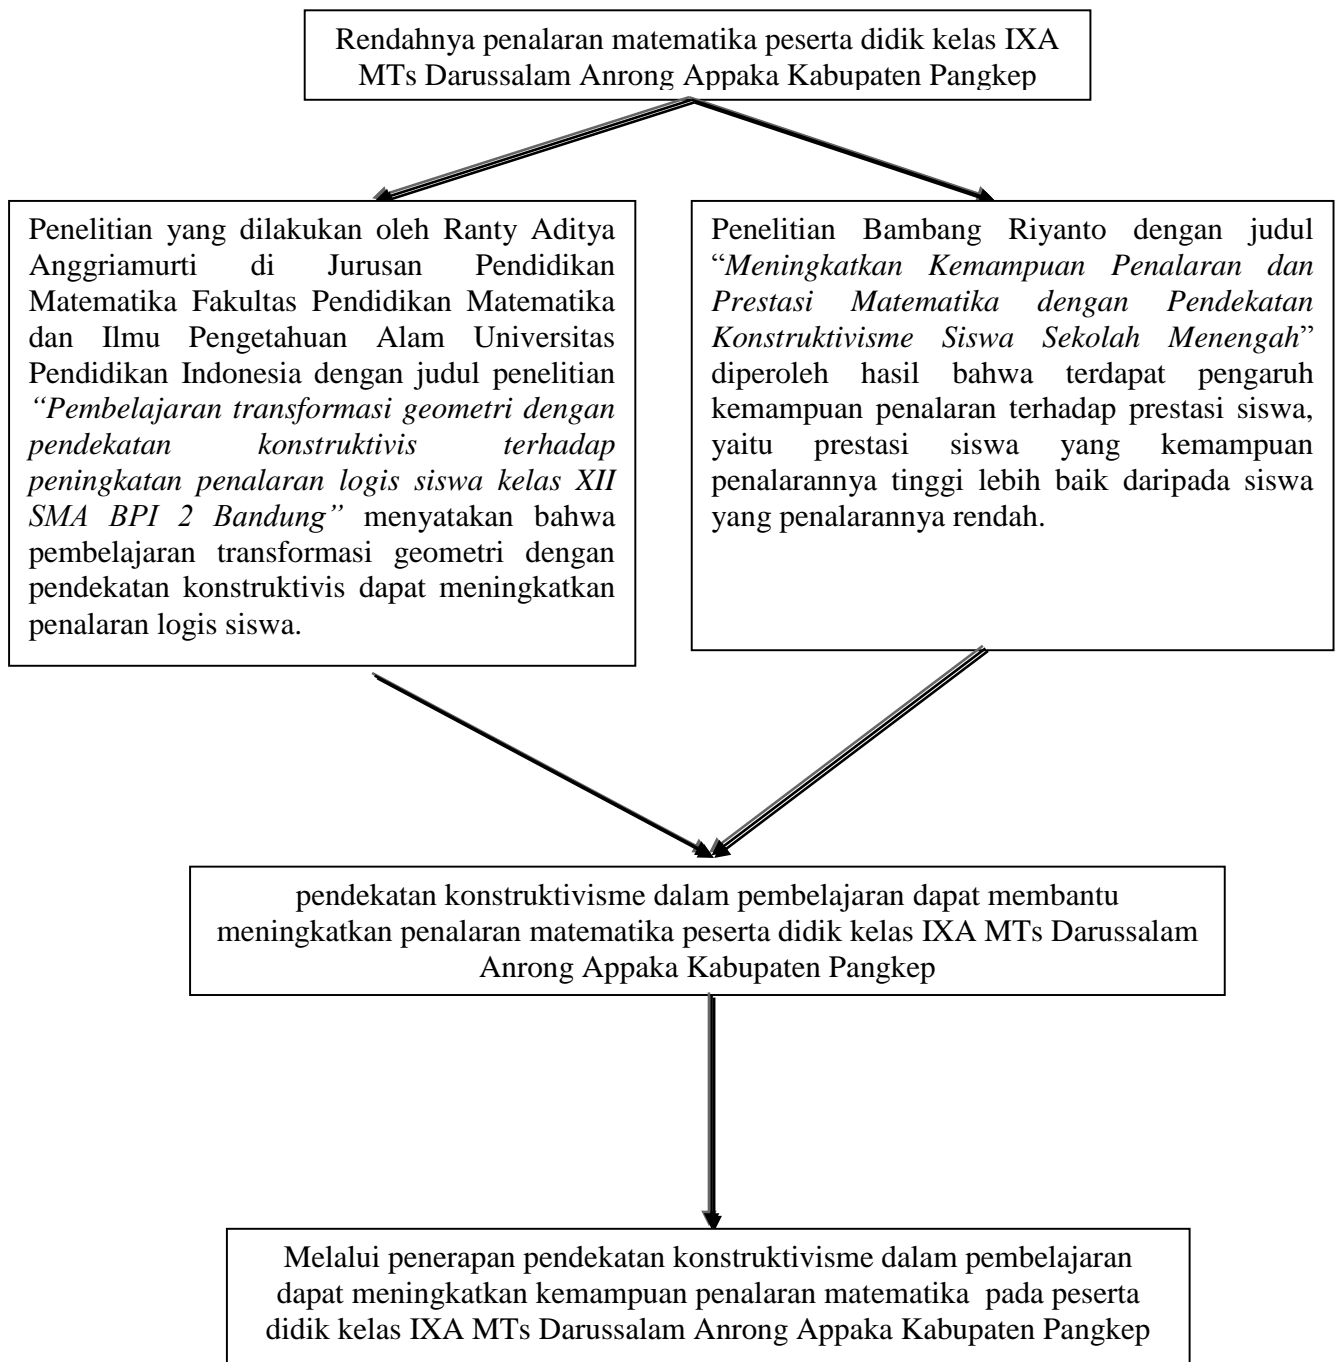 Rendahnya penalaran matematika peserta didik kelas IXA
MTs Darussalam Anrong Appaka Kabupaten Pangkep
Penelitian yang dilakukan oleh Ranty Aditya
Anggriamurti di Jurusan Pendidikan
Matematika Fakultas Pendidikan Matematika
dan Ilmu Pengetahuan Alam Universitas
Pendidikan Indonesia dengan judul penelitian
“Pembelajaran transformasi geometri dengan
pendekatan konstruktivis terhadap
peningkatan penalaran logis siswa kelas XII
SMA BPI 2 Bandung” menyatakan bahwa
pembelajaran transformasi geometri dengan
pendekatan konstruktivis dapat meningkatkan
penalaran logis siswa.
Penelitian Bambang Riyanto dengan judul
“Meningkatkan Kemampuan Penalaran dan
Prestasi Matematika dengan Pendekatan
Konstruktivisme Siswa Sekolah Menengah”
diperoleh hasil bahwa terdapat pengaruh
kemampuan penalaran terhadap prestasi siswa,
yaitu prestasi siswa yang kemampuan
penalarannya tinggi lebih baik daripada siswa
yang penalarannya rendah.
pendekatan konstruktivisme dalam pembelajaran dapat membantu
meningkatkan penalaran matematika peserta didik kelas IXA MTs Darussalam
Anrong Appaka Kabupaten Pangkep
Melalui penerapan pendekatan konstruktivisme dalam pembelajaran
dapat meningkatkan kemampuan penalaran matematika pada peserta
didik kelas IXA MTs Darussalam Anrong Appaka Kabupaten Pangkep